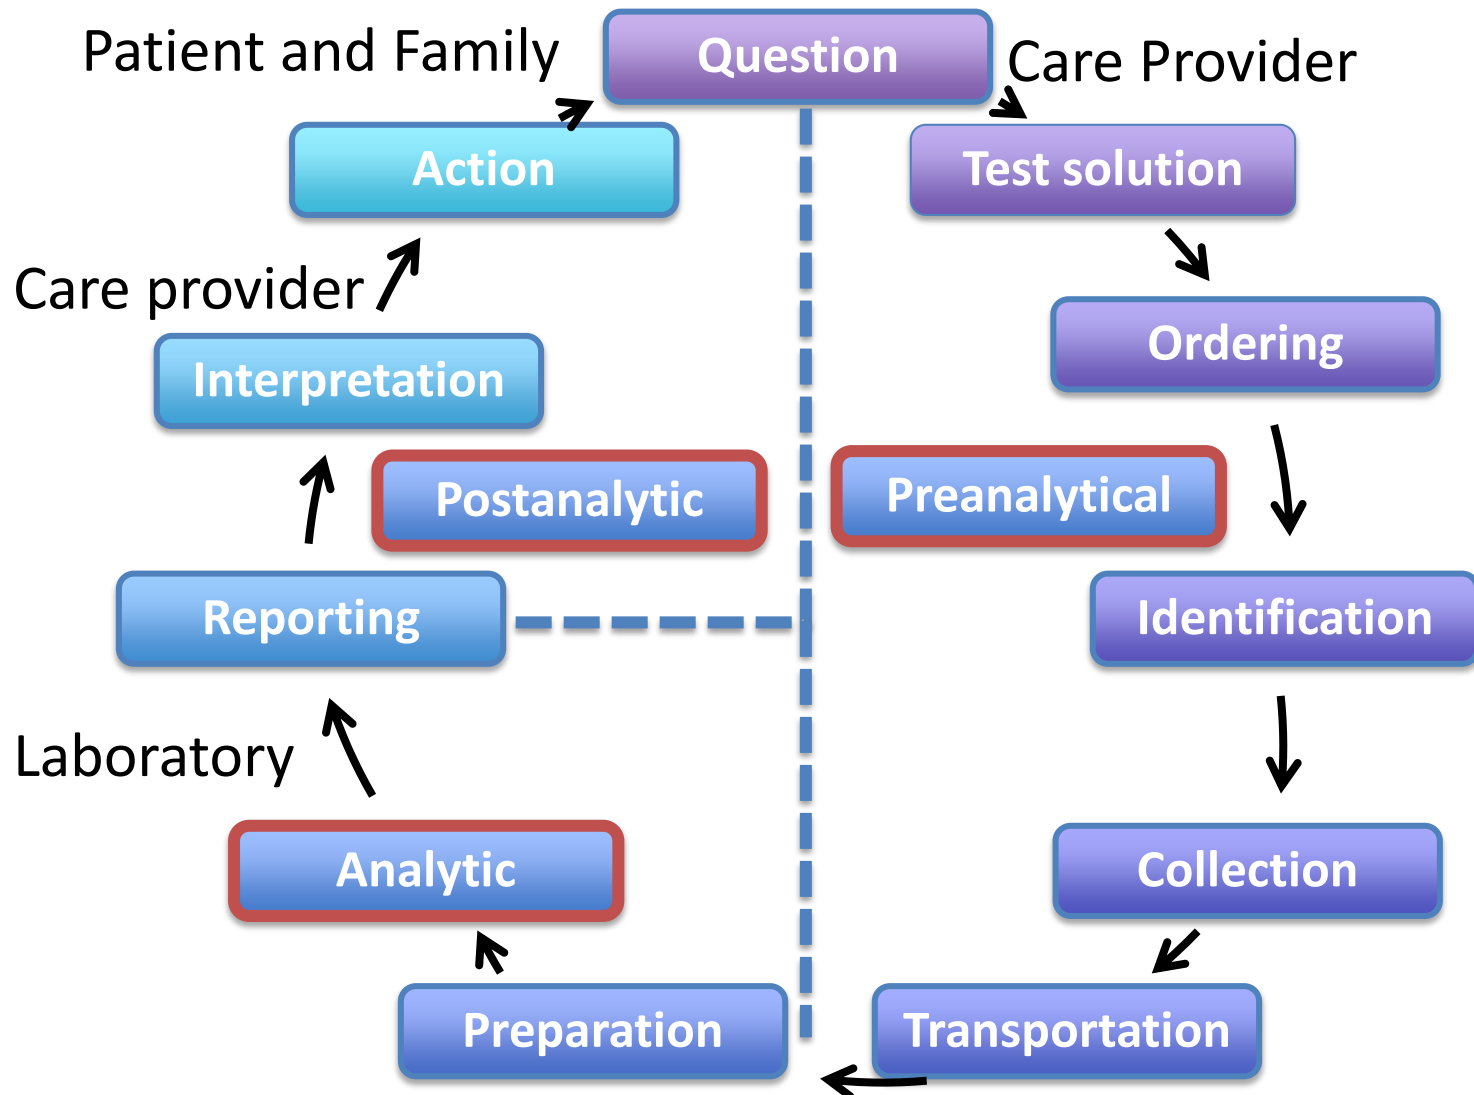 Patient and Family
Question
Care Provider
Action
Test solution
Care provider
Ordering
Interpretation
Postanalytic
Preanalytical
Reporting
Identification
Laboratory
Analytic
Collection
Preparation
Transportation